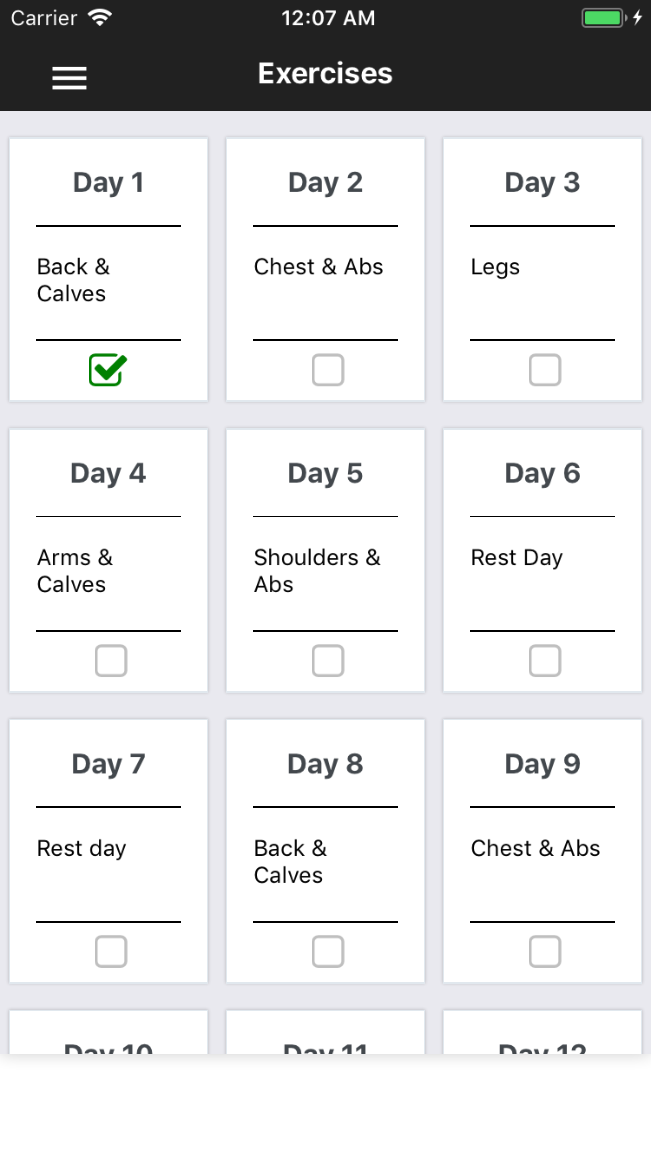 Carrier 12:07 AM
Exercises
Day 1 Day 2 Day 3
Back & Chest & Abs Legs
Calves
Day 4 Day 5 Day 6
Arms & Shoulders & Rest Day
Calves Abs
Day 7 Day 8 Day 9
Rest day Back & Chest & Abs
Calves
Day 10 Day 11 Day 12